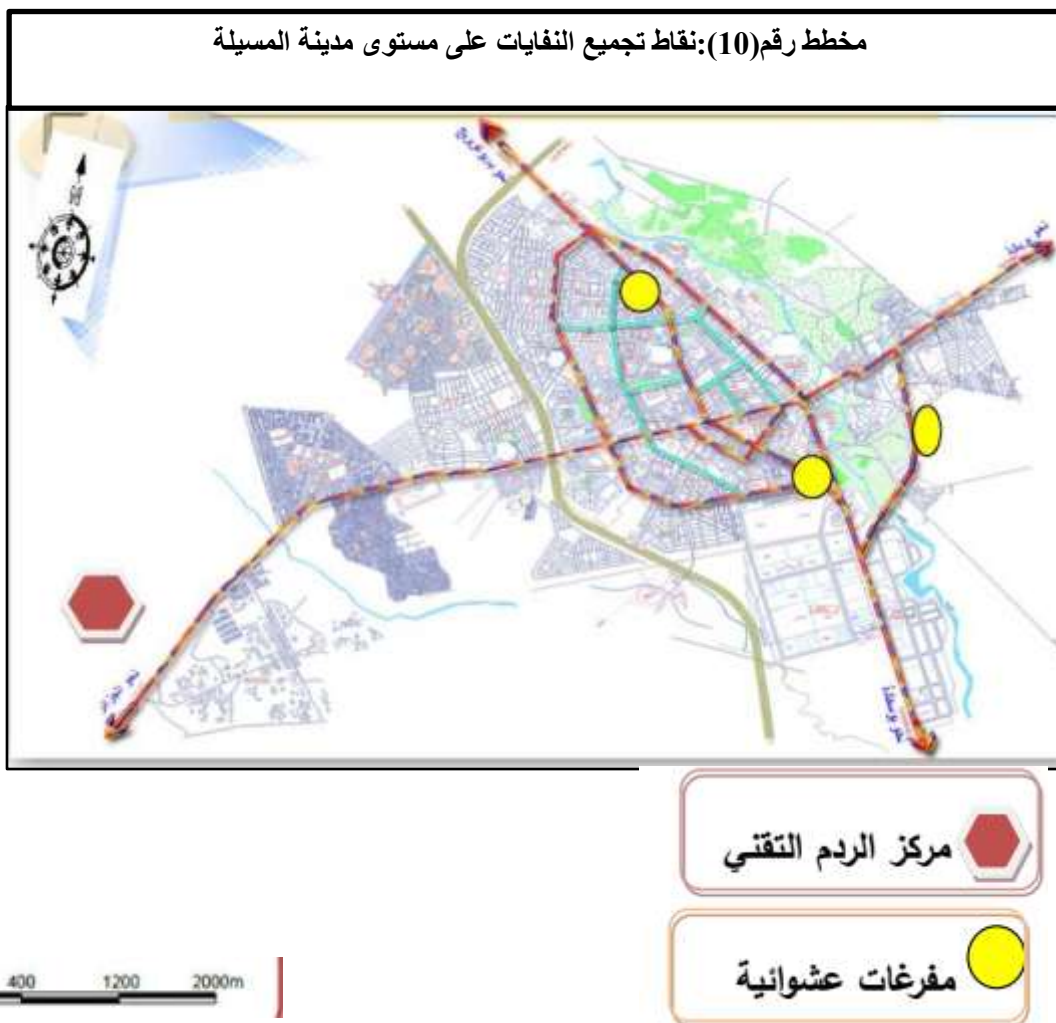 مخطط رقم(10):نقاط تجميع النفايات على مستوى مدينة المسيلة
N
مركز الردم التقني
مفرغات عشوائية
400 1200 2000m